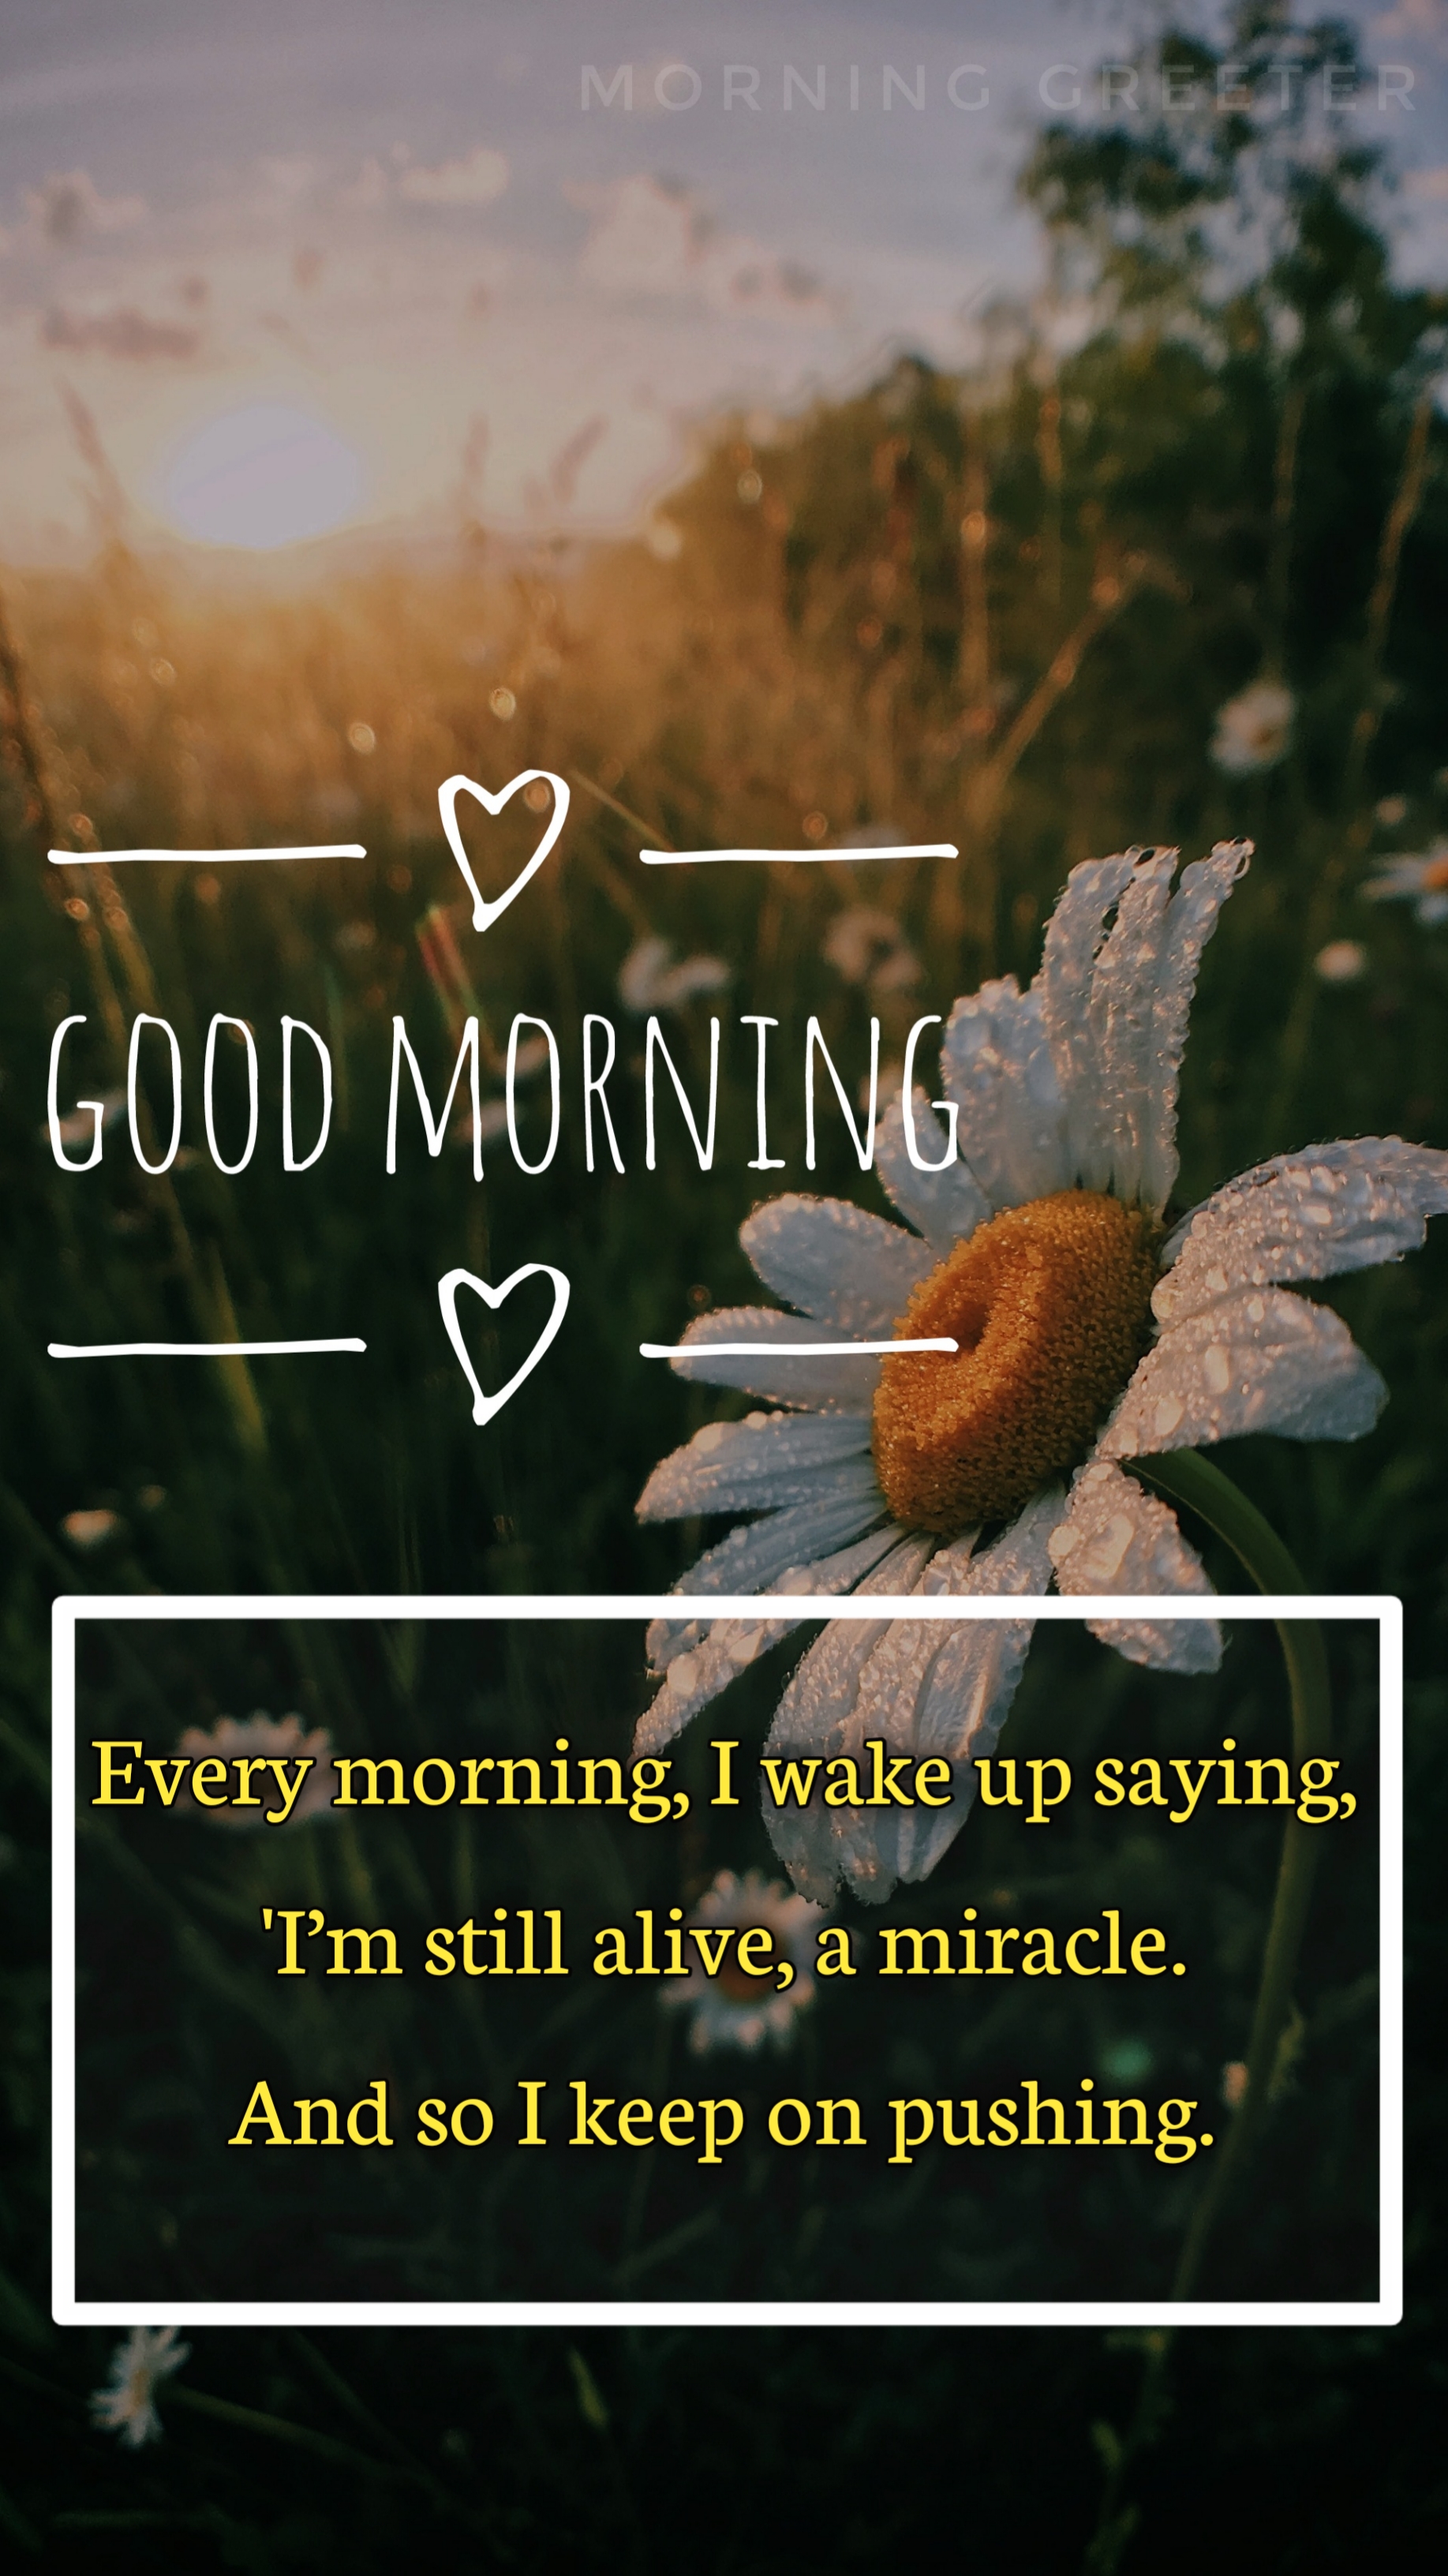 MORNING GREETER
GOOD MORNING
Every morning, I wake up saying,
'I’m still alive, a miracle.
And so I keep on pushing.